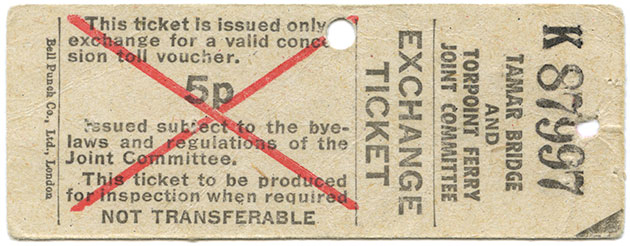 This ticket is issued only
exchange for a valid conce
sion toll voucher.
5p
Issued subject to the bye-
laws and regulations of the
Joint Committee.
This ticket to be produced
for inspection when required
NOT TRANSFERABLE
Bell Punch Co., Ltd., London
EXCHANGE
TICKET
TAMAR BRIDGE
AND
TORPOINT FERRY
JOINT COMMITTEE
K 87997